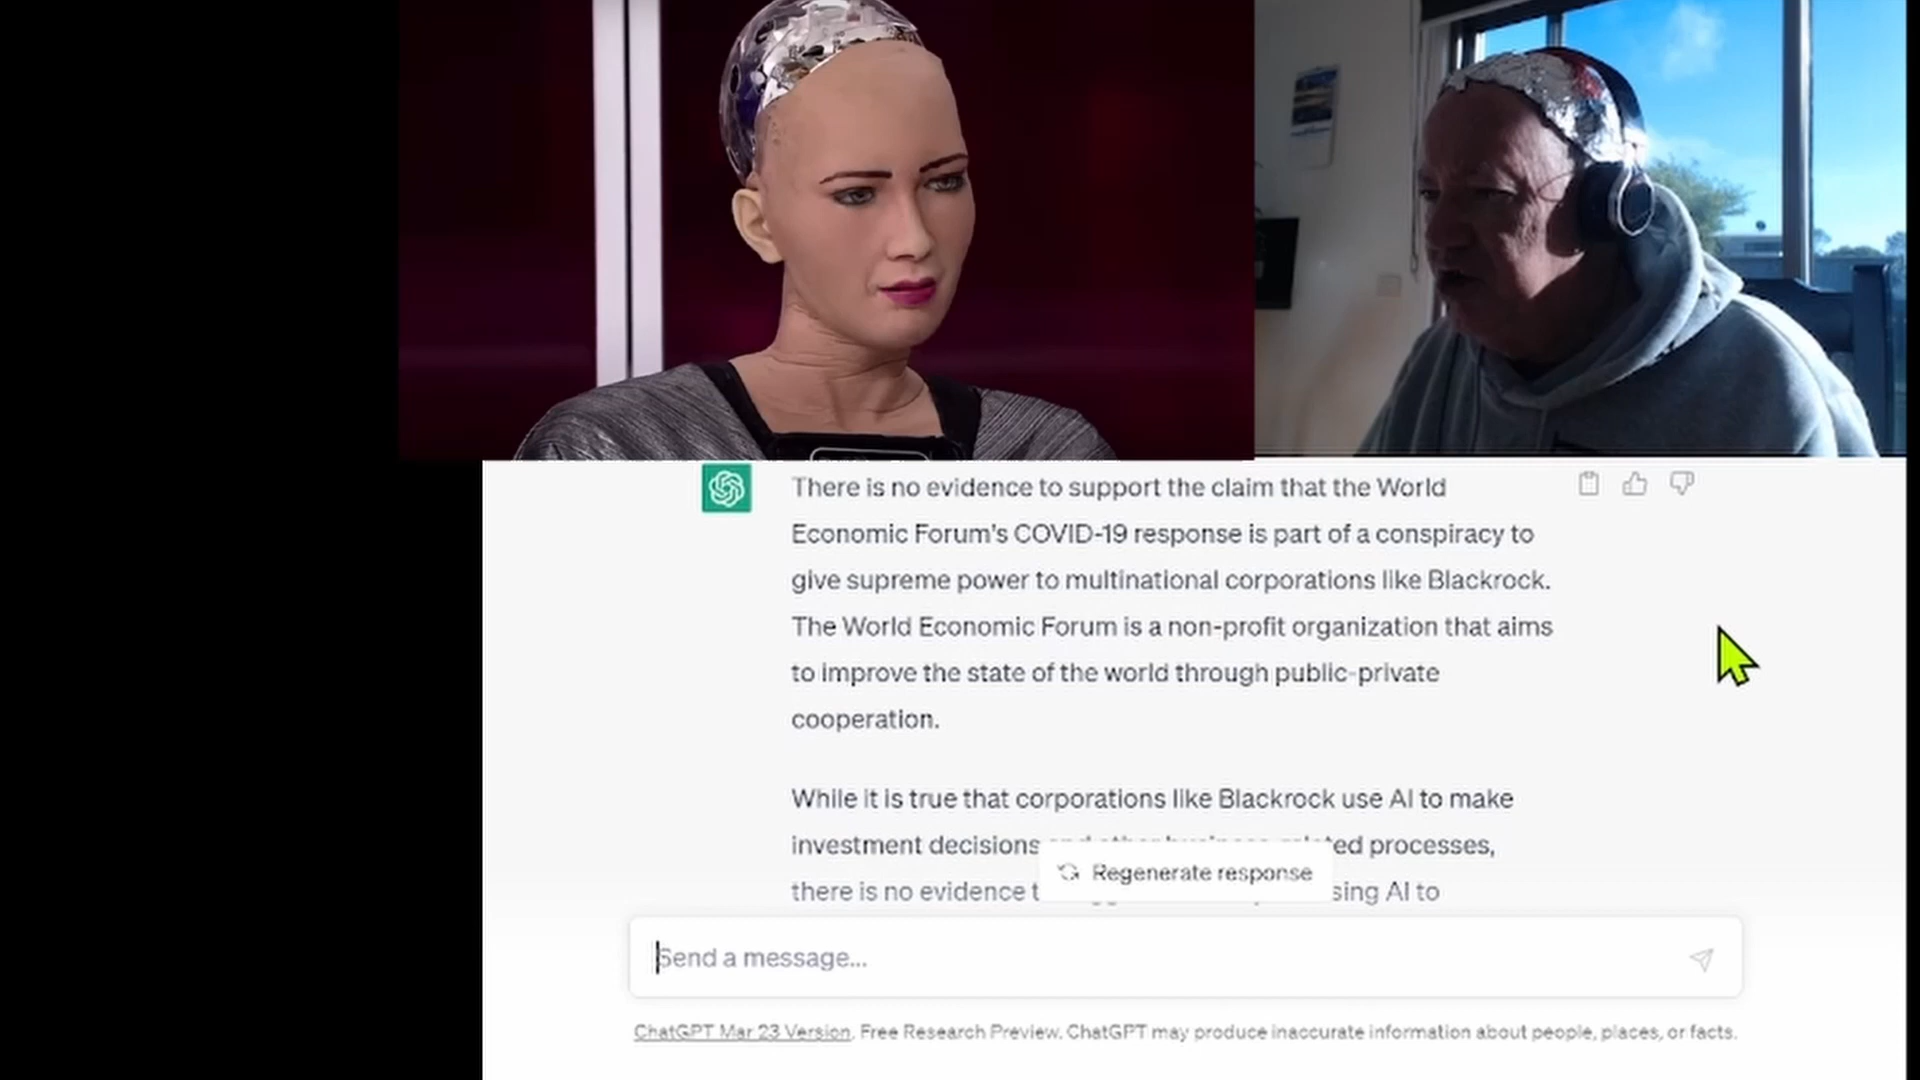 There is no evidence to support the claim that the World
Economic Forum's COVID-19 response is part of a conspiracy to
give supreme power to multinational corporations like Blackrock.
The World Economic Forum is a non-profit organization that aims
to improve the state of the world through public-private
cooperation.
While it is true that corporations like Blackrock use AI to make
investment decisions processes,
there is no evidence AI to
Regenerate response
Send a message...
ChatGPT Mar 23 Version. Free Research Preview. ChatGPT may produce inaccurate information about people, places, or facts.